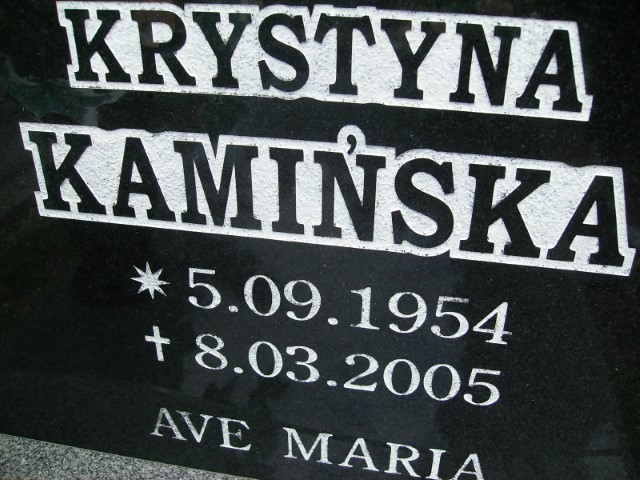 KRYSTYNA
KAMIŃSKA
* 5.09.1954
✝ 8.03.2005
AVE MARIA